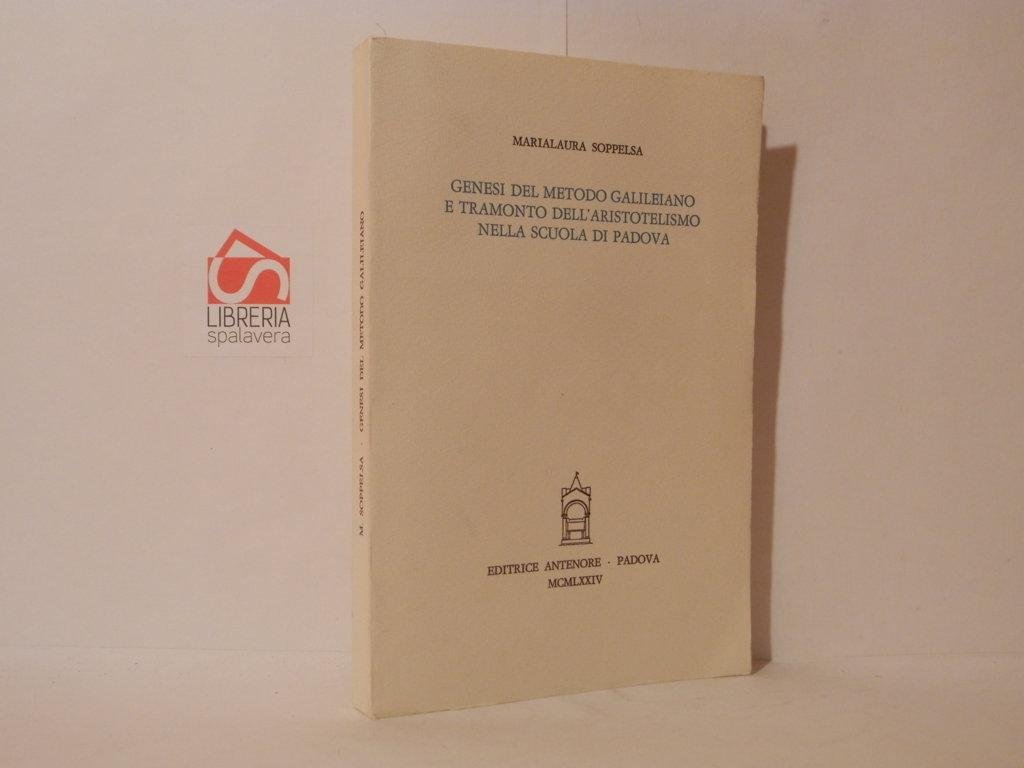 MARIALAURA SOPPELSA
GENESI DEL METODO GALILEIANO
E TRAMONTO DELL'ARISTOTELISMO
NELLA SCUOLA DI PADOVA
EDITRICE ANTENORE · PADOVA
MCMLXXIV
M. SOPPELSA · GENESI DEL METODO GALILEIANO
LIBRERIA
spalavera